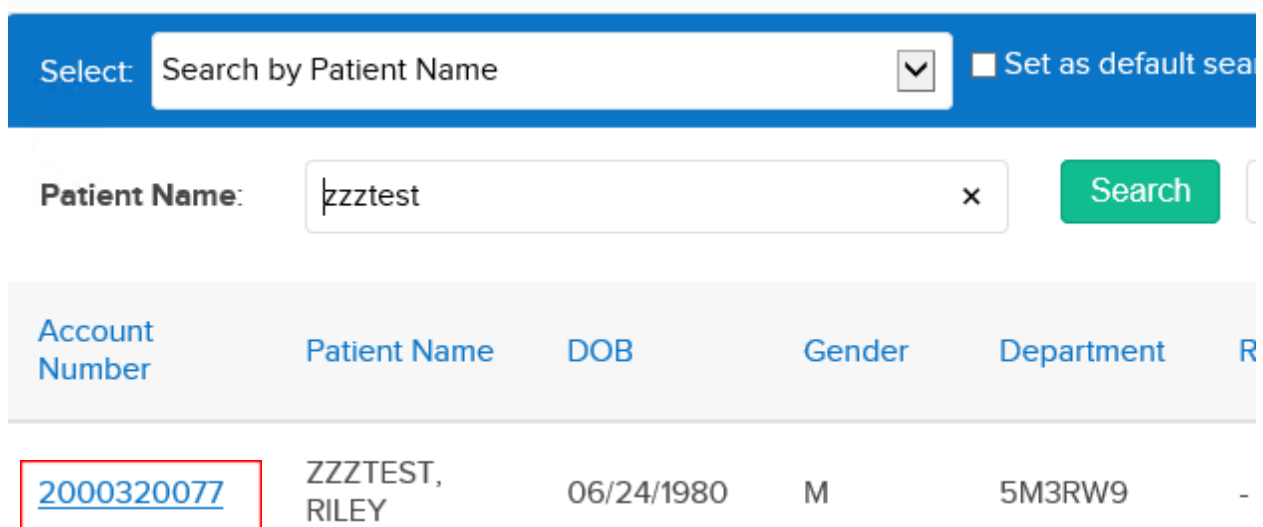 Select: Search by Patient Name Set as default sea
Patient Name: zzztest × Search
Account Number Patient Name DOB Gender Department R
2000320077 ZZZTEST, RILEY 06/24/1980 M 5M3RW9 -